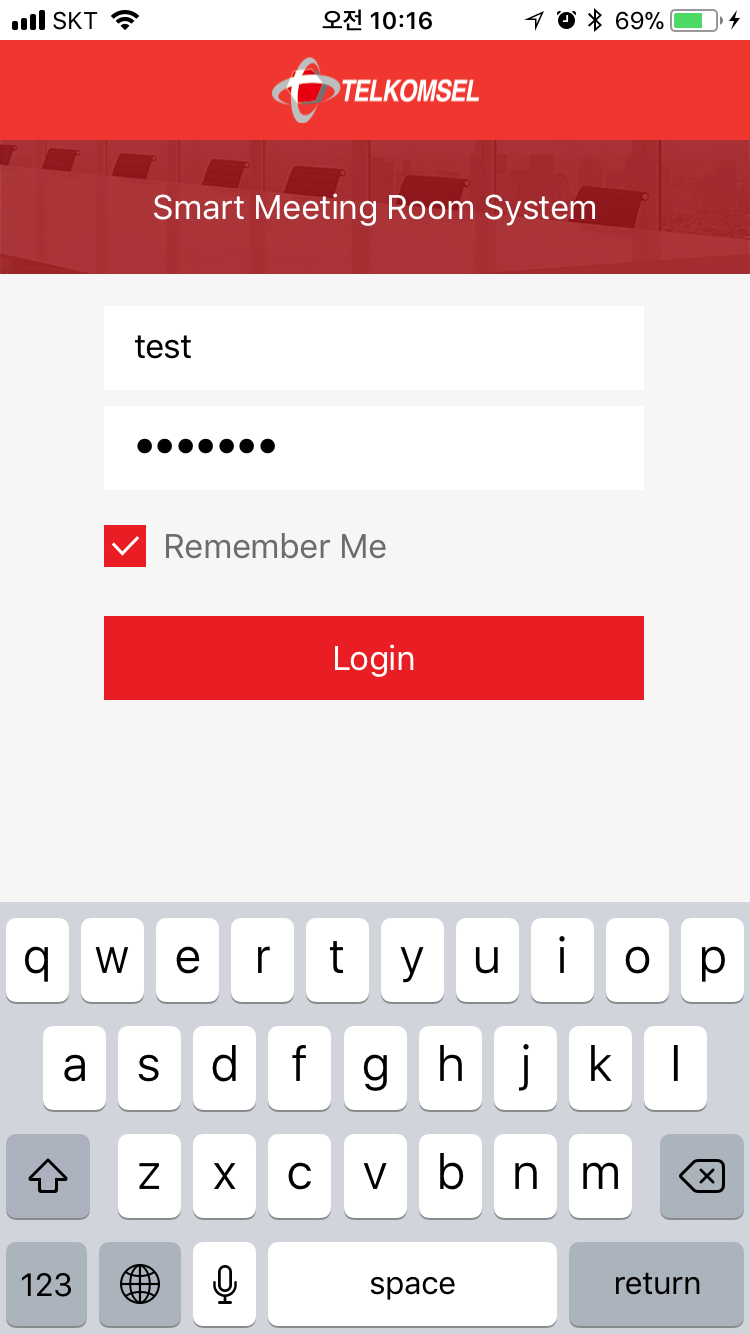 SKT 오전 10:16 69%
TELKOMSEL
Smart Meeting Room System
test
•••••••
Remember Me
Login
q w e r t y u i o p
a s d f g h j k l
z x c v b n m
123 space return